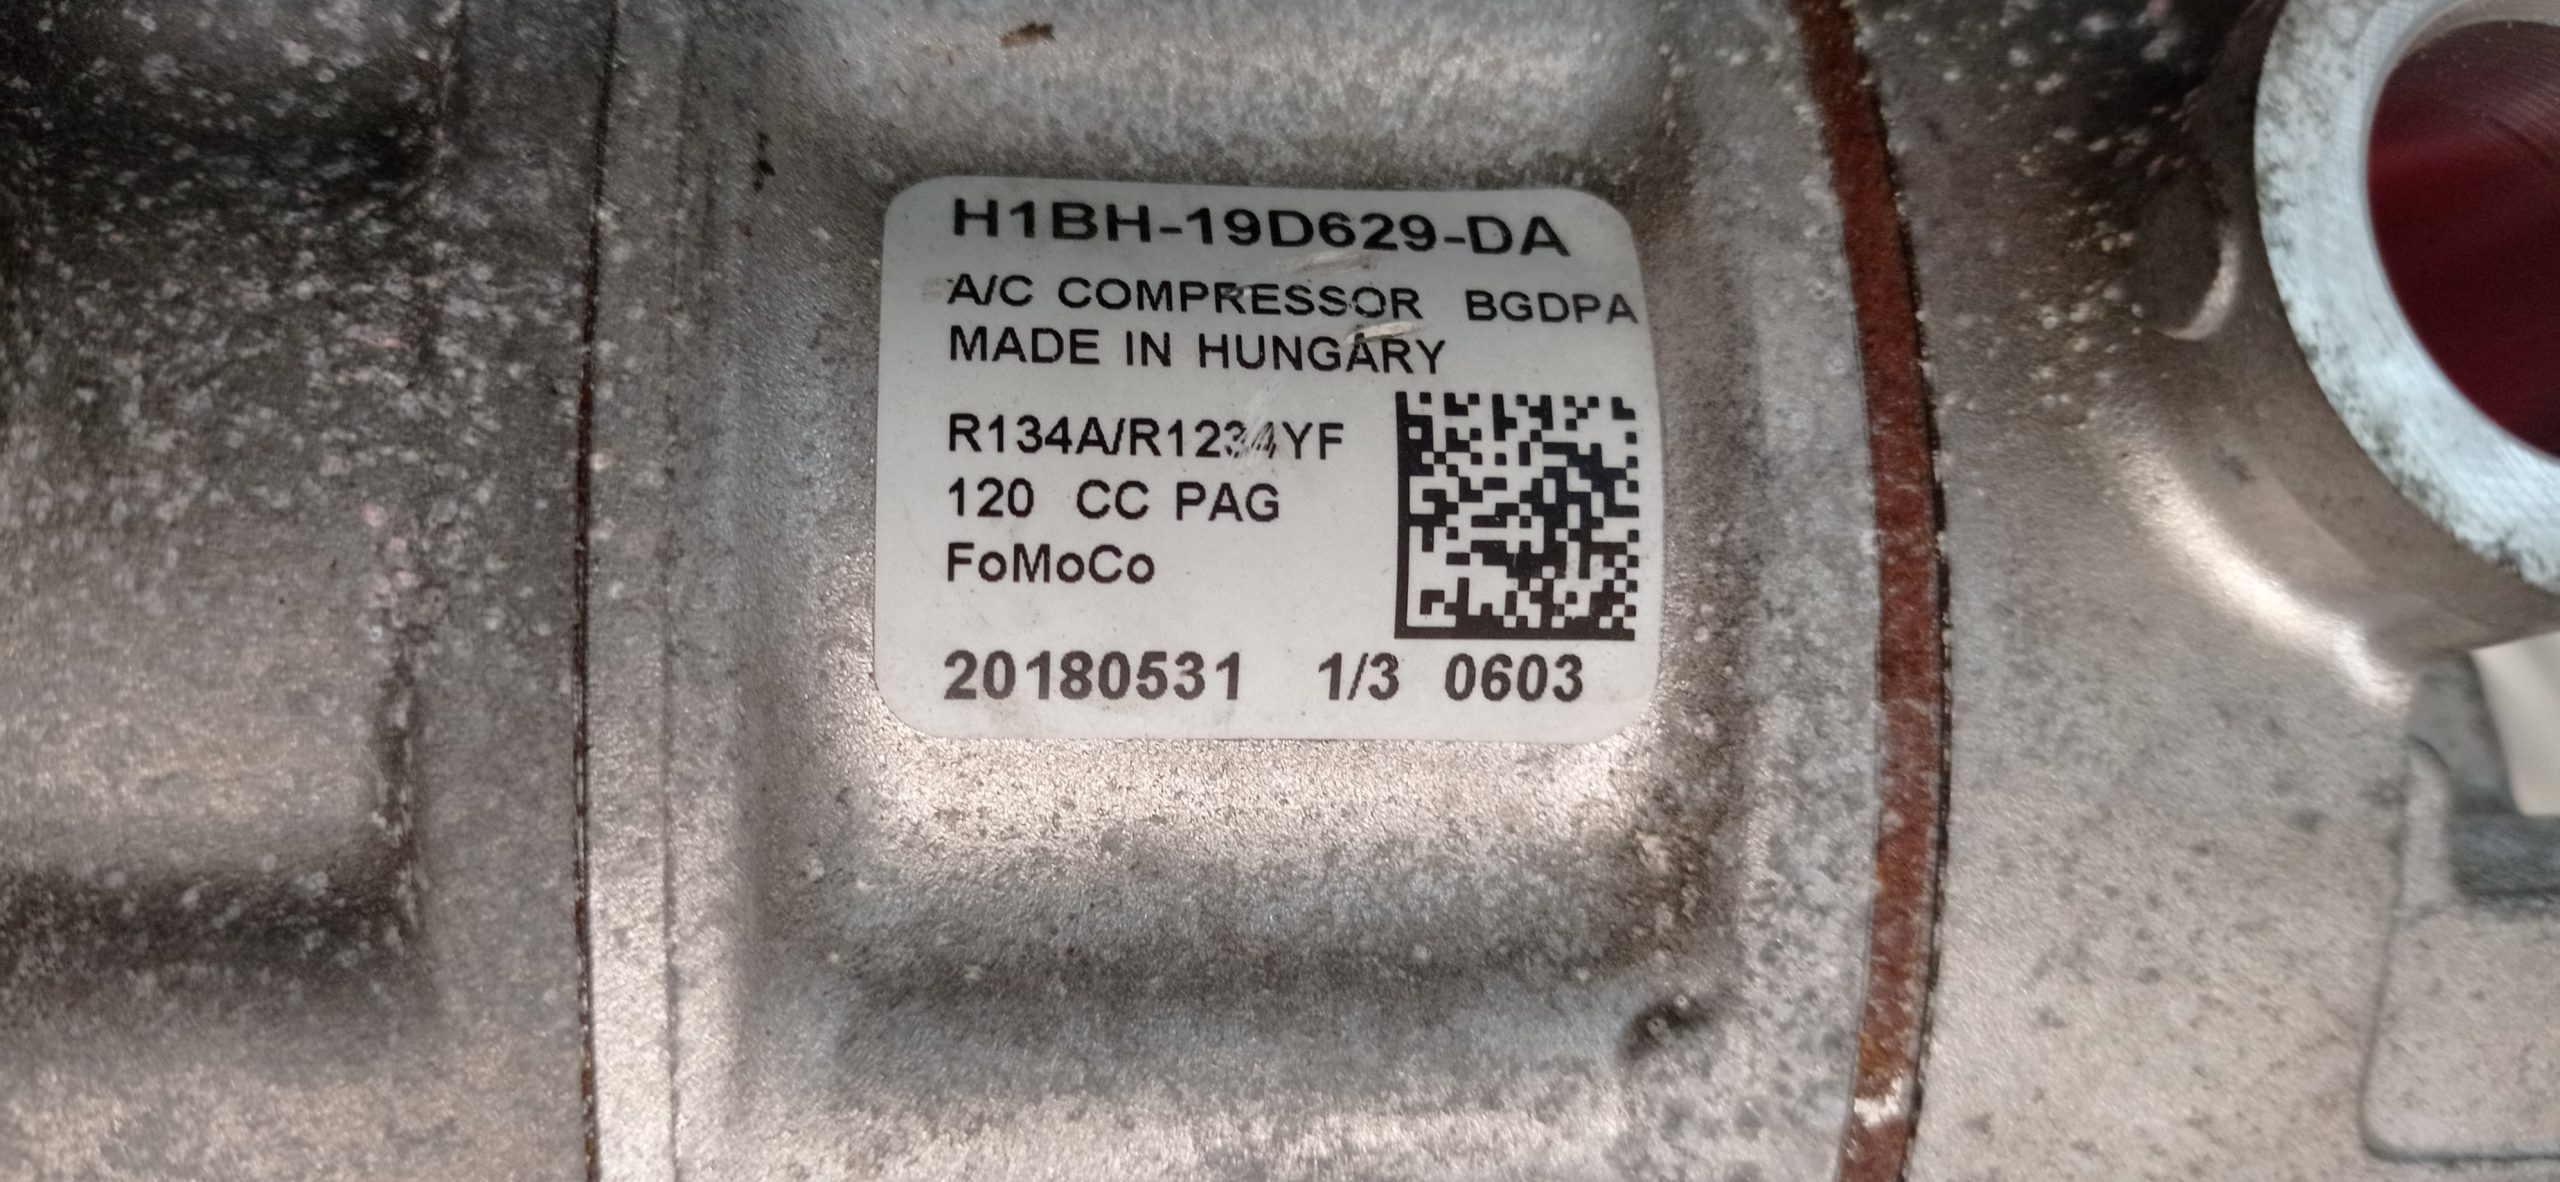 H1BH-19D629-DA
A/C COMPRESSOR BGDPA
MADE IN HUNGARY
R134A/R1234YF
120 CC PAG
FoMoCo
20180531 1/3 0603